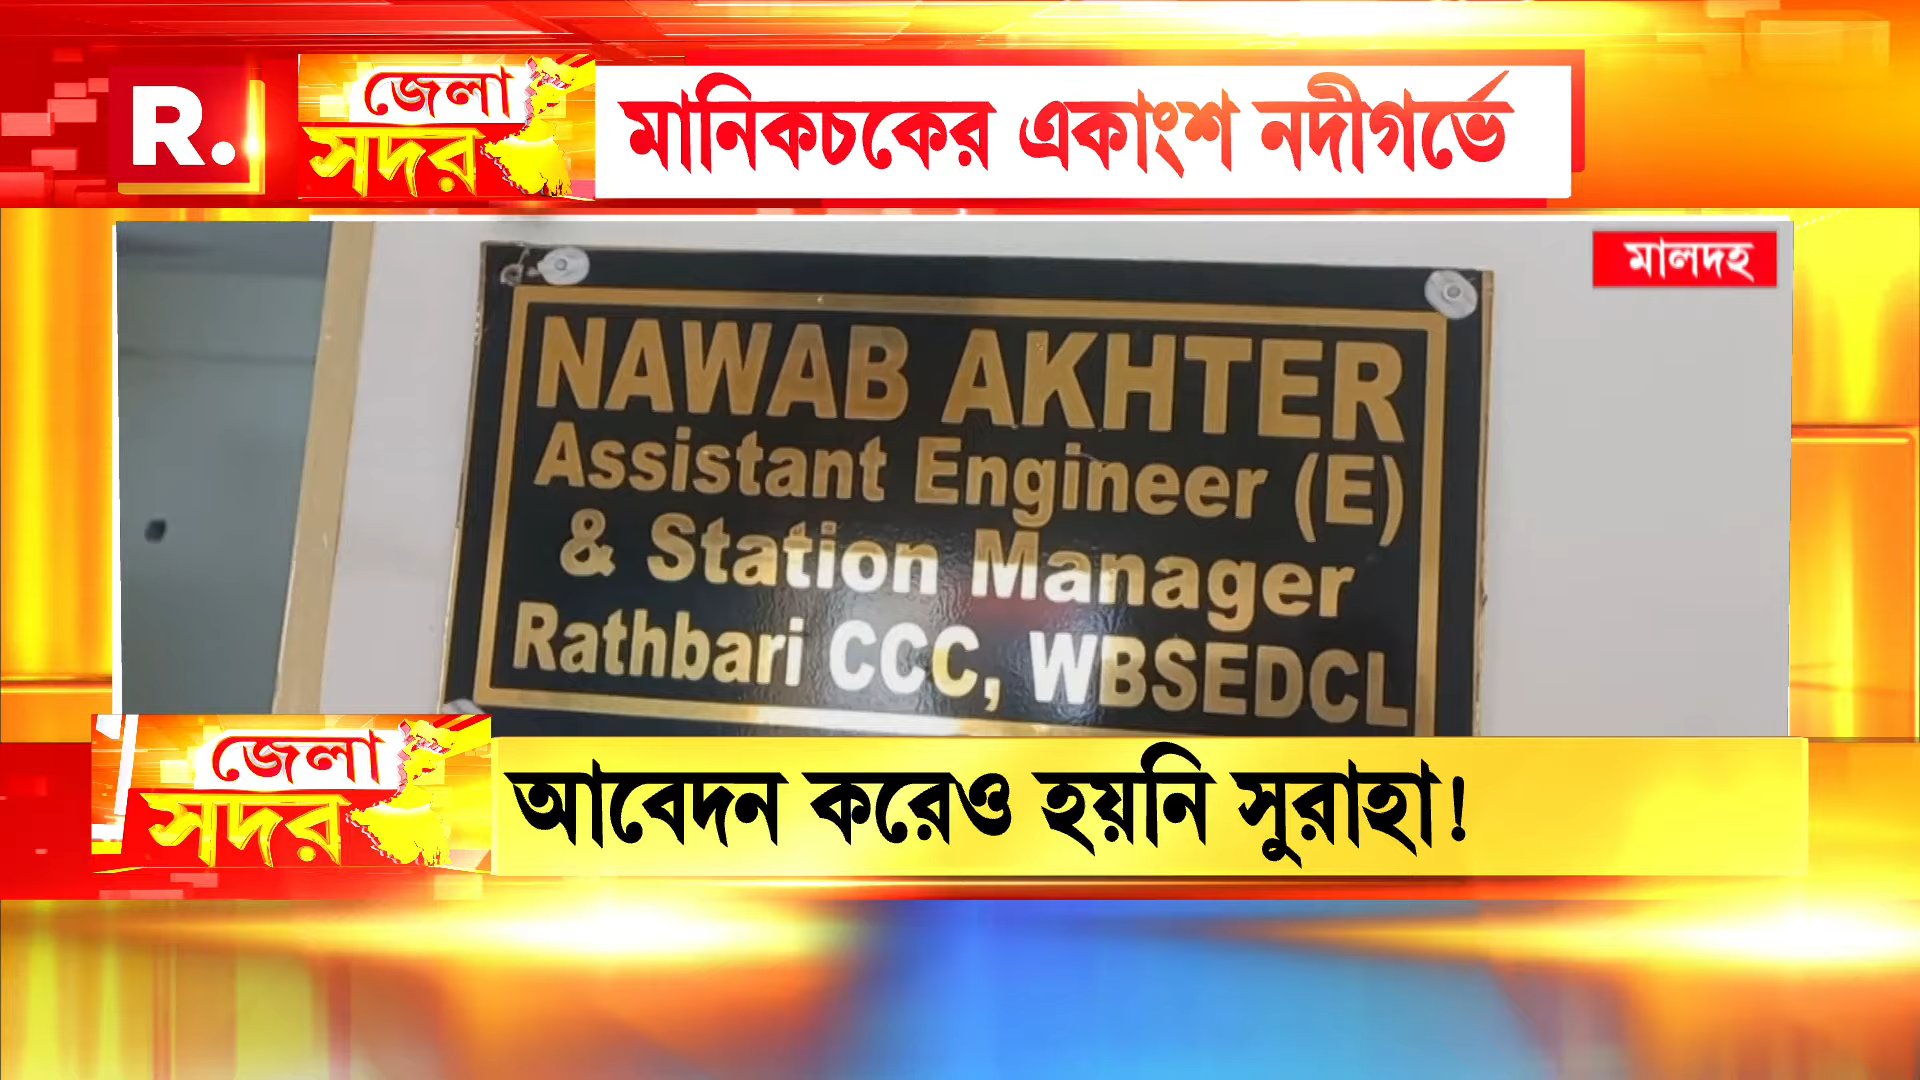 R.
জেলা
সদর
মানিকচকের একাংশ নদীগর্ভে
মালদহ
NAWAB AKHTER
Assistant Engineer (E)
& Station Manager
Rathbari CCC, WBSEDCL
জেলা
সদর
আবেদন করেও হয়নি সুরাহা!